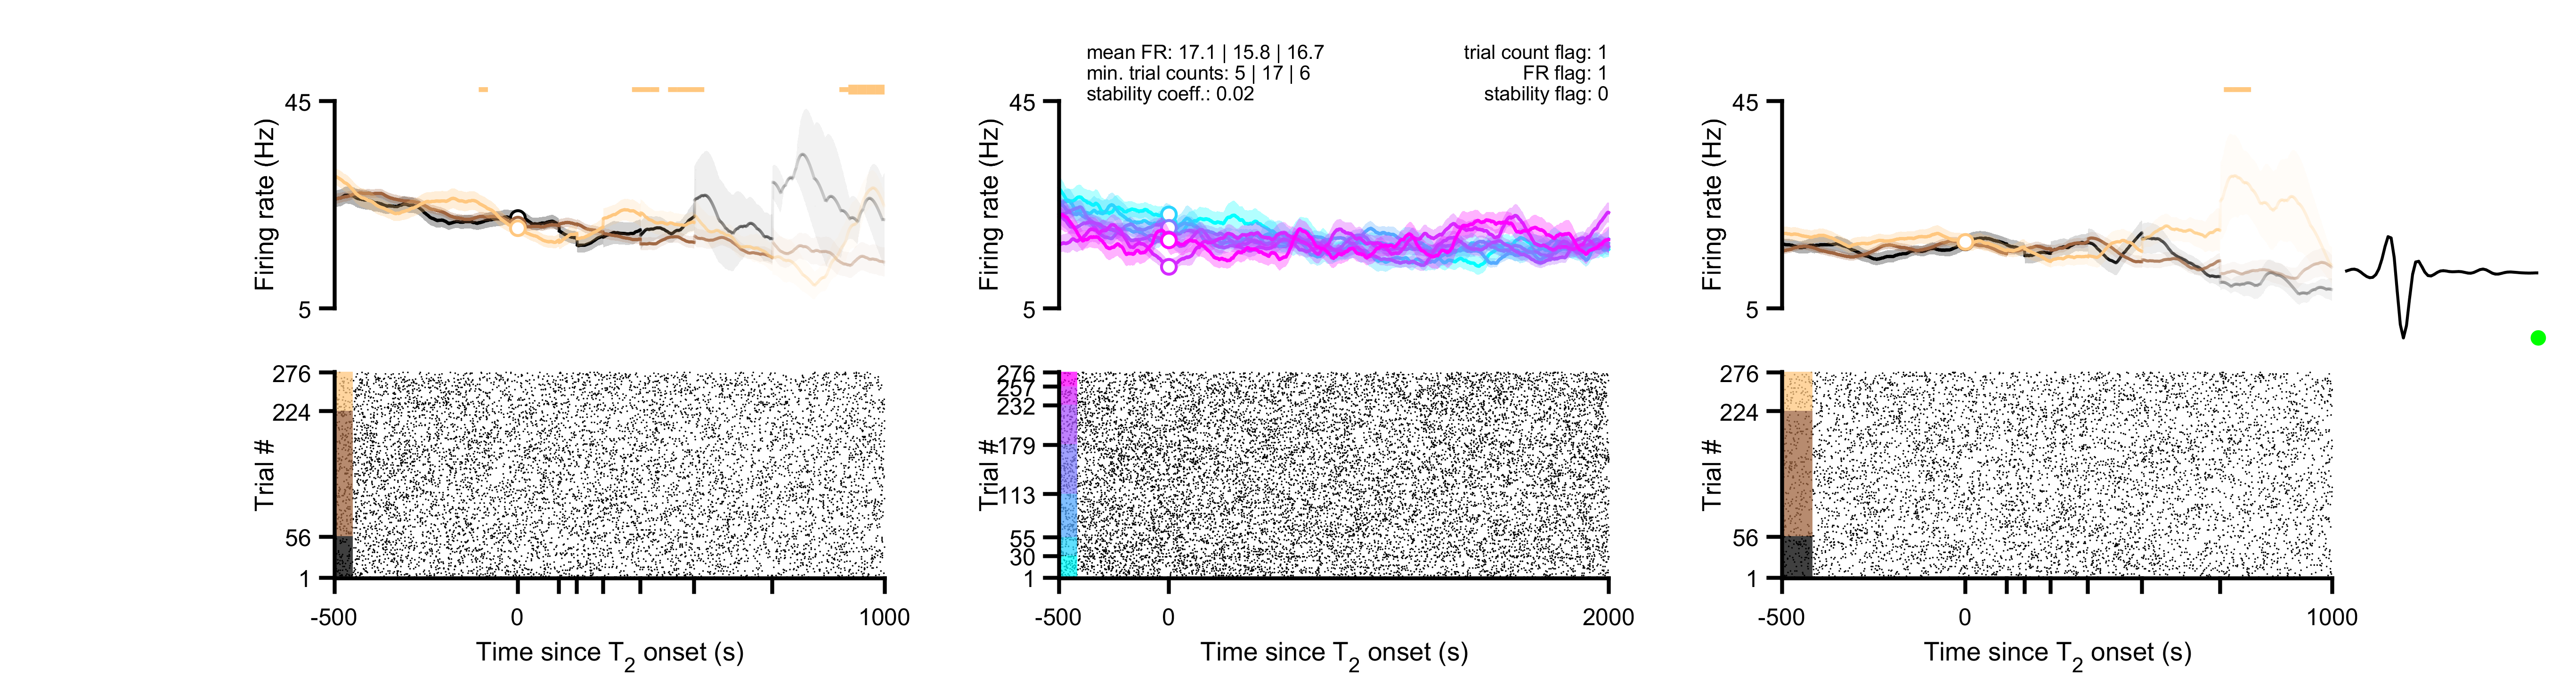 mean FR: 17.1 | 15.8 | 16.7
min. trial counts: 5 | 17 | 6
stability coeff.: 0.02
trial count flag: 1
FR flag: 1
stability flag: 0
45
Firing rate (Hz)
5
276
224
Trial #
56
1
-500
0
1000
Time since T2 onset (s)
45
Firing rate (Hz)
5
276
257
232
179
Trial #
113
55
30
1
-500
0
2000
Time since T2 onset (s)
45
Firing rate (Hz)
5
276
224
Trial #
56
1
-500
0
1000
Time since T2 onset (s)